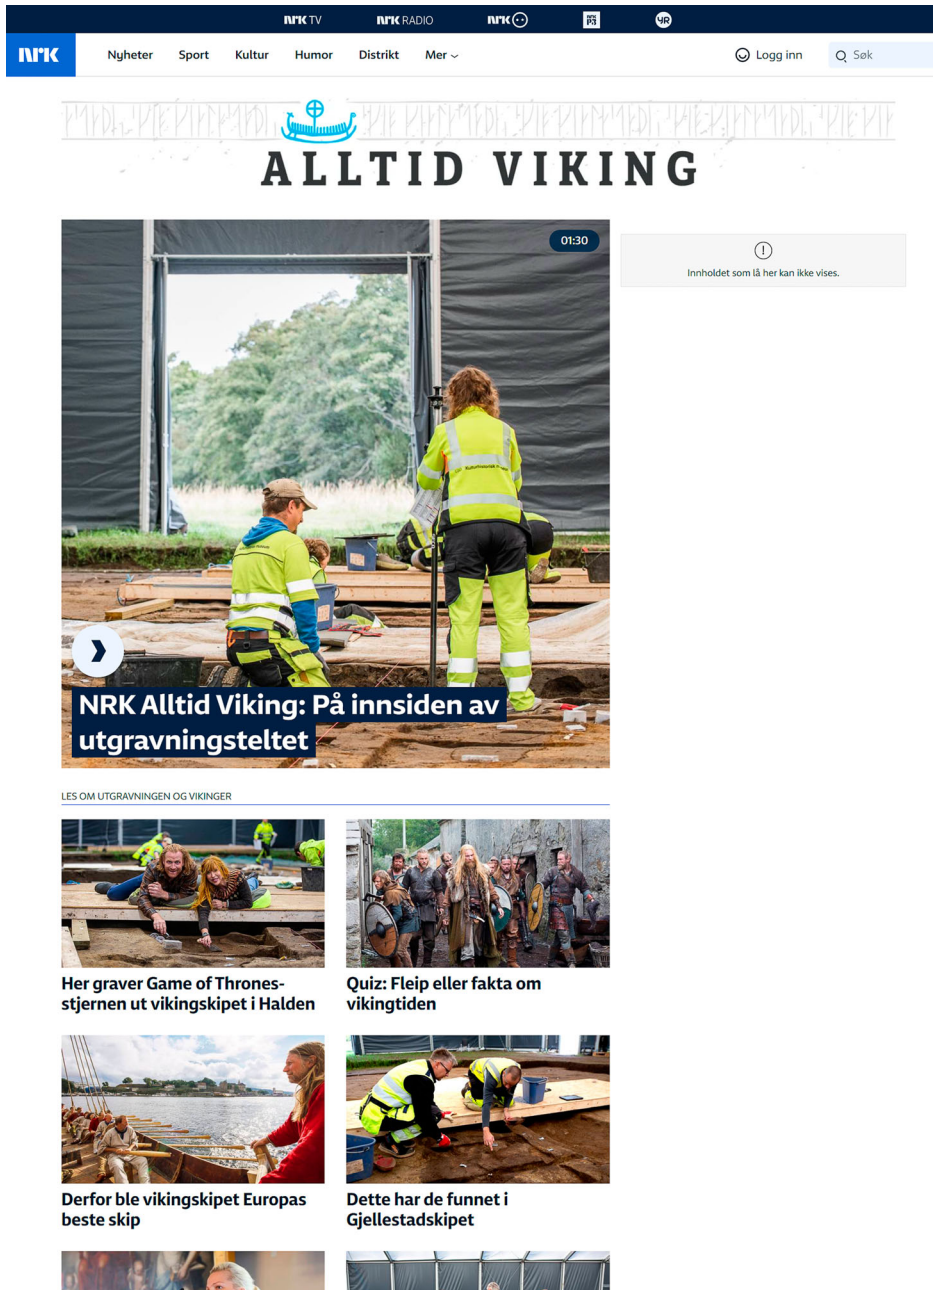 nrk TV
nrk RADIO
nrk
nrk P3
YR
nrk
Nyheter
Sport
Kultur
Humor
Distrikt
Mer
Logg inn
Søk
ALLTID VIKING
01:30
Innholdet som lå her kan ikke vises.
NRK Alltid Viking: På innsiden av
utgravningsteltet
LES OM UTGRAVNINGEN OG VIKINGER
Her graver Game of Thrones-
stjernen ut vikingskipet i Halden
Quiz: Fleip eller fakta om
vikingtiden
Derfor ble vikingskipet Europas
beste skip
Dette har de funnet i
Gjellestadskipet